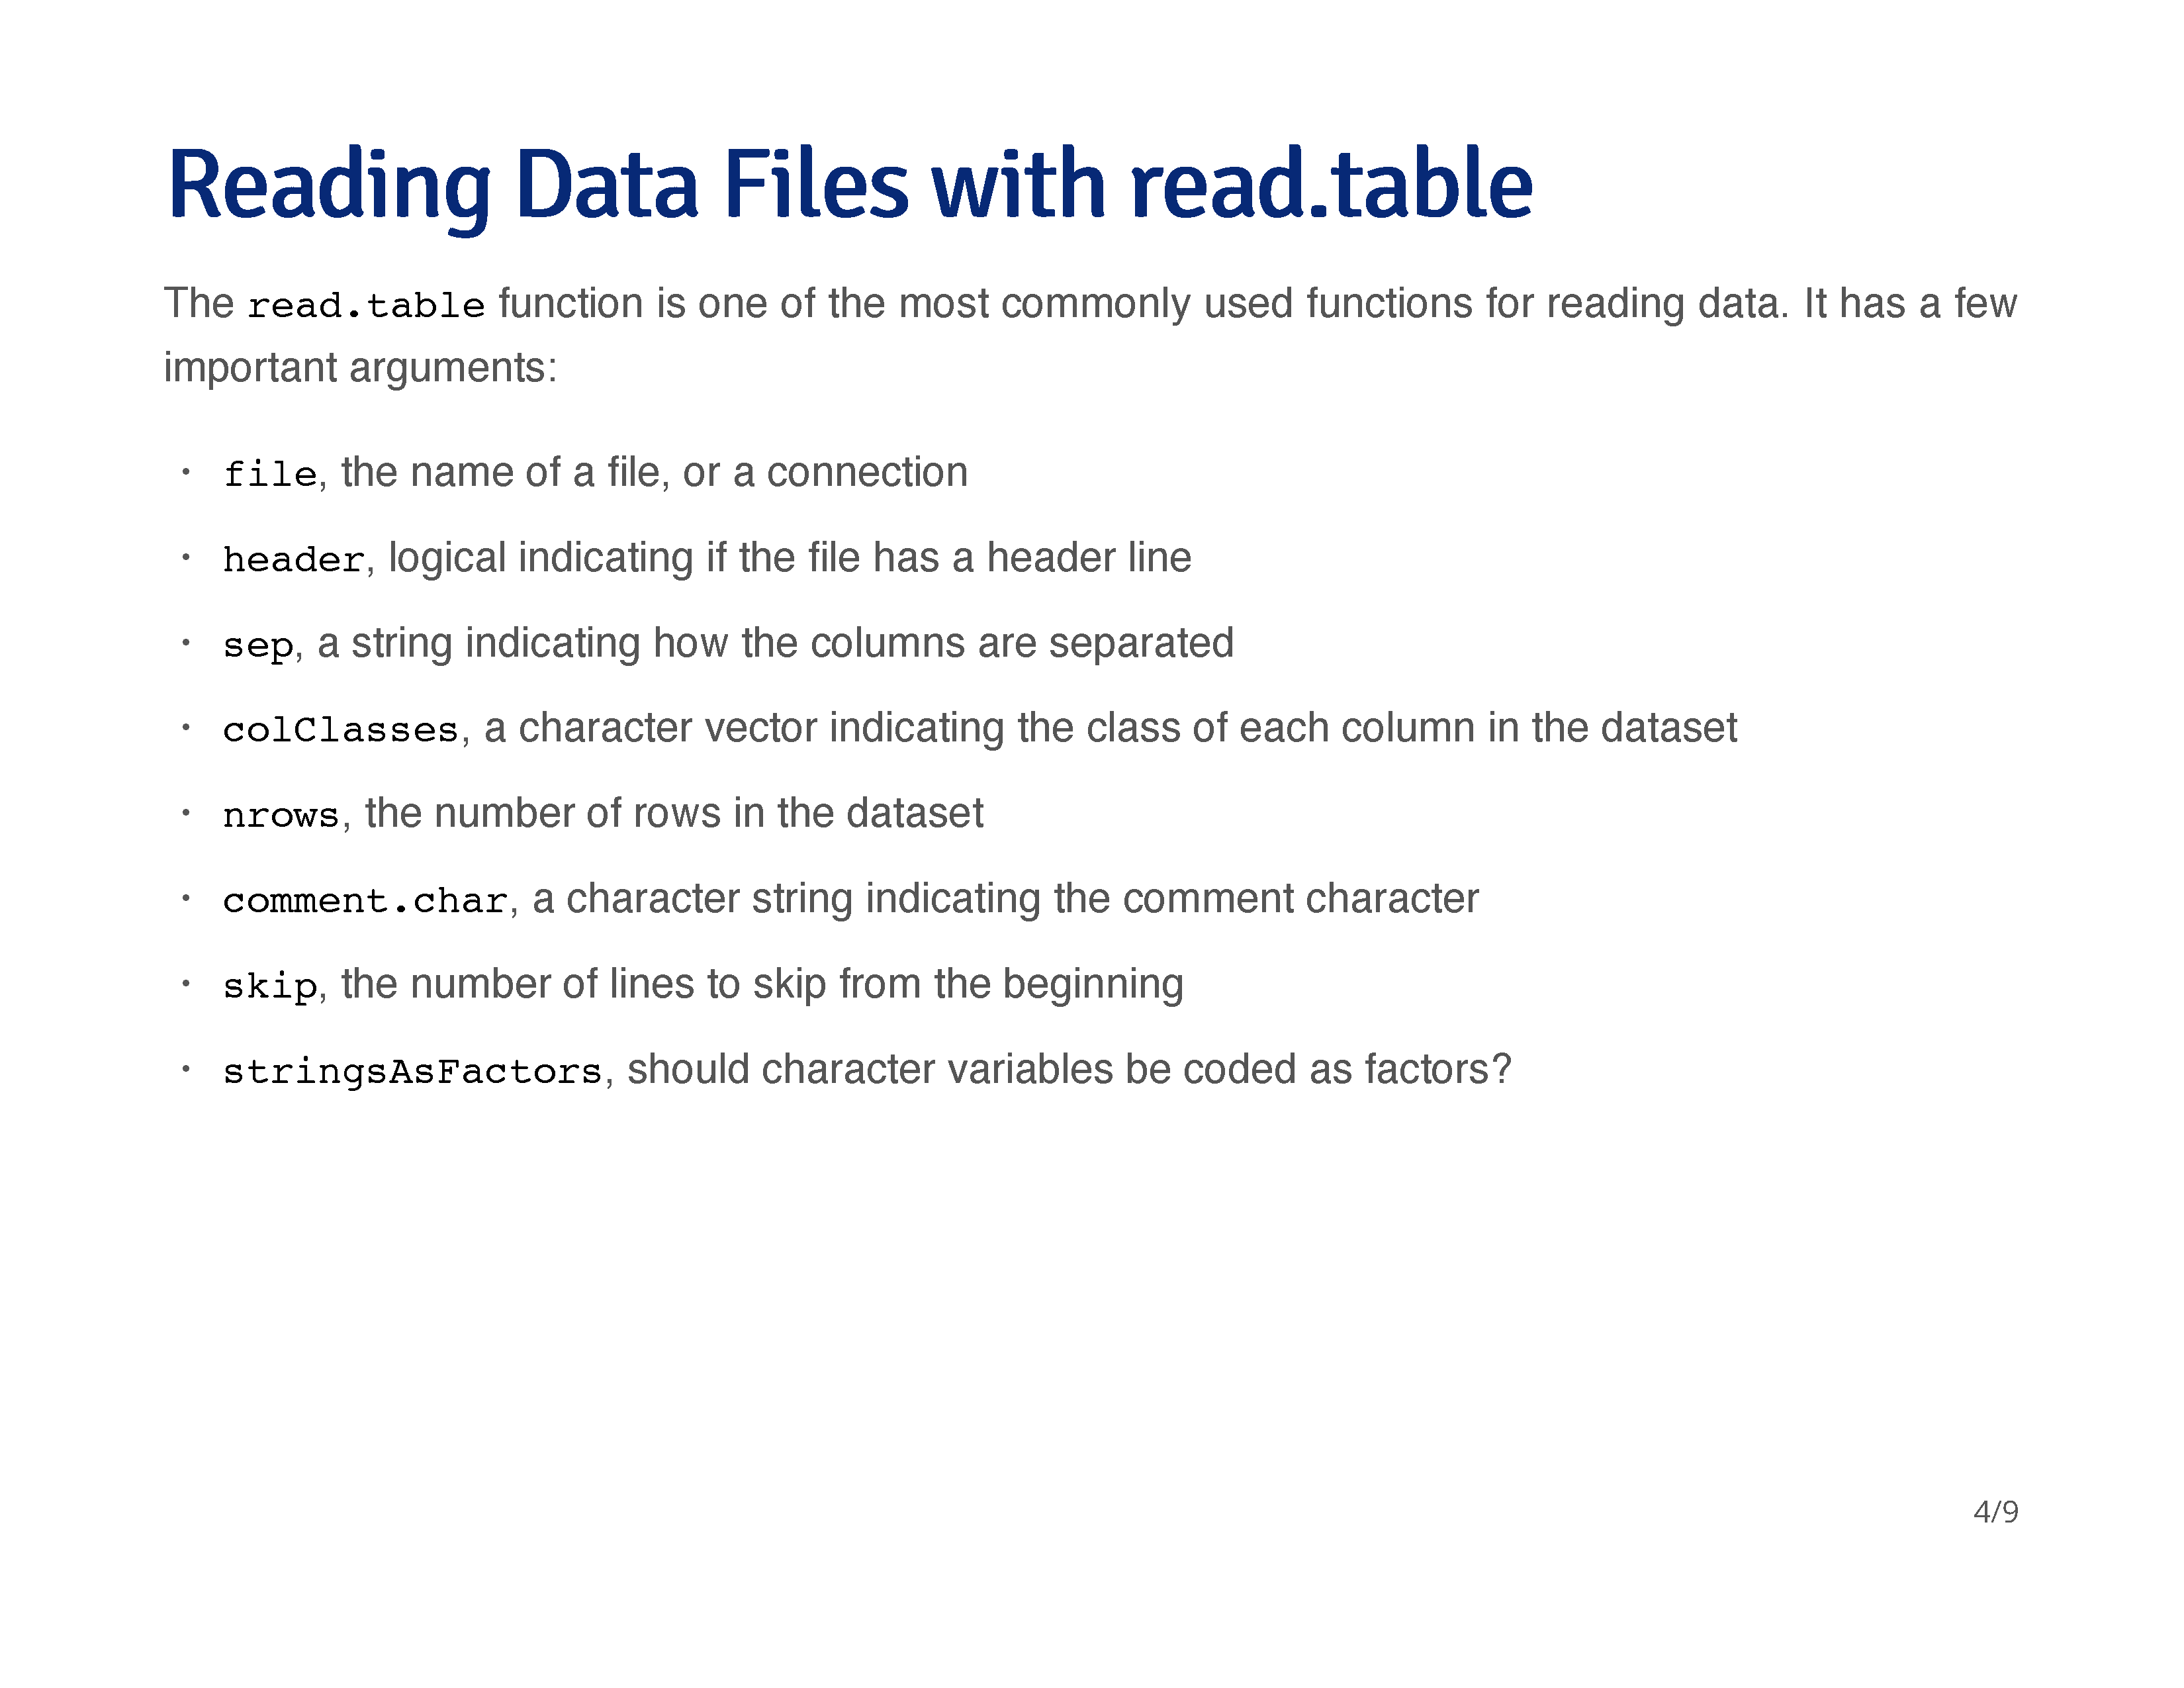 Reading Data Files with read.table
The read.table function is one of the most commonly used functions for reading data. It has a few
important arguments:
· file, the name of a file, or a connection
· header, logical indicating if the file has a header line
· sep, a string indicating how the columns are separated
· colClasses, a character vector indicating the class of each column in the dataset
· nrows, the number of rows in the dataset
· comment.char, a character string indicating the comment character
· skip, the number of lines to skip from the beginning
· stringsAsFactors, should character variables be coded as factors?
4/9